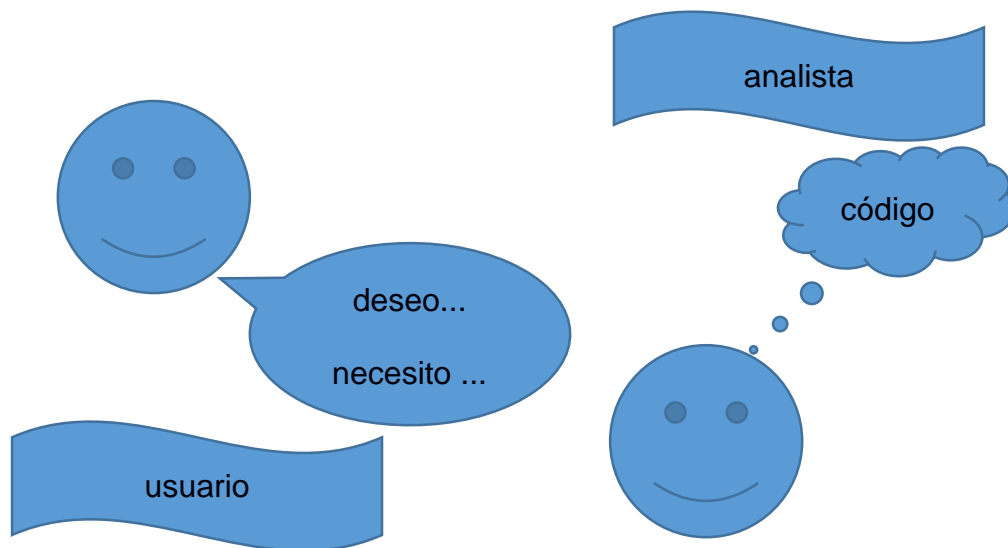 analista
código
deseo...
necesito ...
usuario